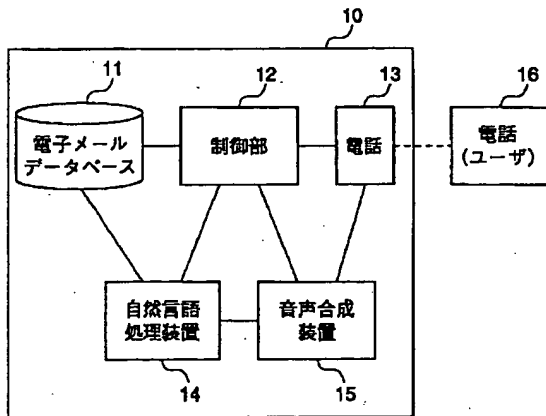 10
11
12
13
16
電子メール
データベース
制御部
電話
電話
(ユーザ)
自然言語
処理装置
音声合成
装置
14
15